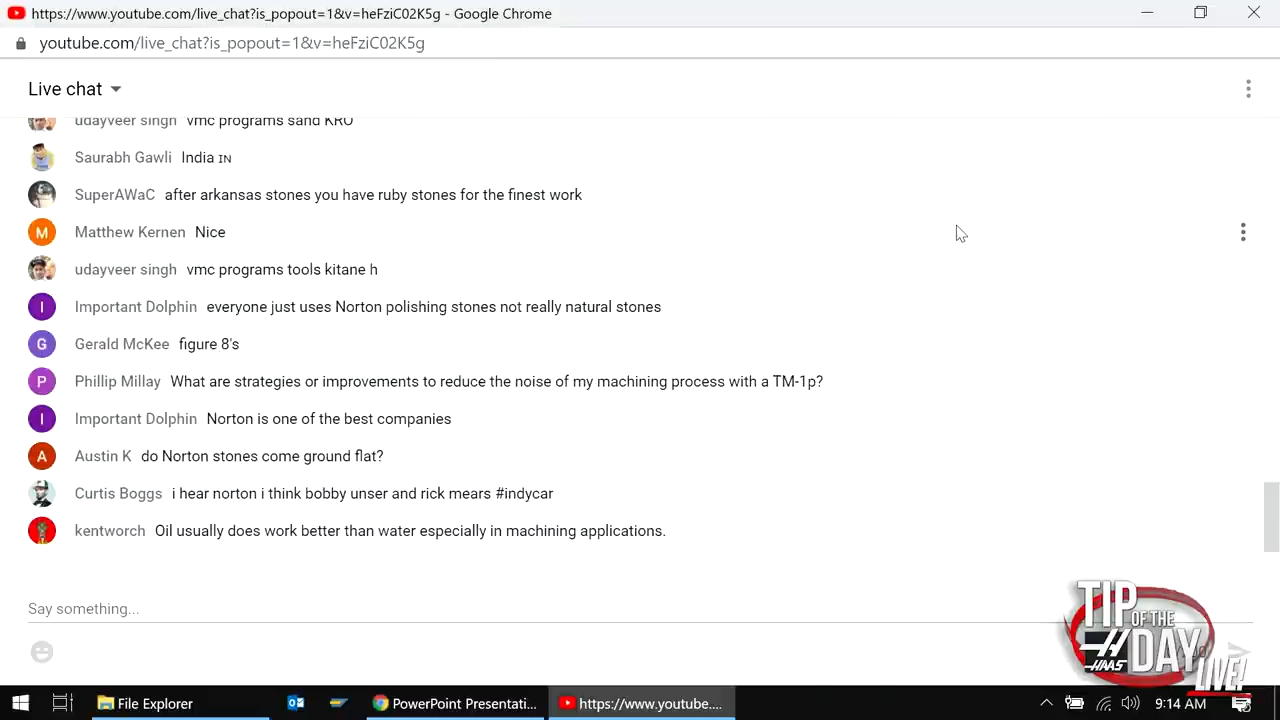 https://www.youtube.com/live_chat?is_popout=1&v=heFziC02K5g - Google Chrome
youtube.com/live_chat?is_popout=1&v=heFziC02K5g
Live chat
udayveer singh vmc programs sand KRO
Saurabh Gawli India IN
SuperAWaC after arkansas stones you have ruby stones for the finest work
M Matthew Kernen Nice
udayveer singh vmc programs tools kitane h
I Important Dolphin everyone just uses Norton polishing stones not really natural stones
G Gerald McKee figure 8's
P Phillip Millay What are strategies or improvements to reduce the noise of my machining process with a TM-1p?
I Important Dolphin Norton is one of the best companies
A Austin K do Norton stones come ground flat?
Curtis Boggs i hear norton i think bobby unser and rick mears #indycar
kentworch Oil usually does work better than water especially in machining applications.
Say something...
TIP OF THE DAY
HAAS
LIVE!
File Explorer
PowerPoint Presentati...
https://www.youtube....
9:14 AM